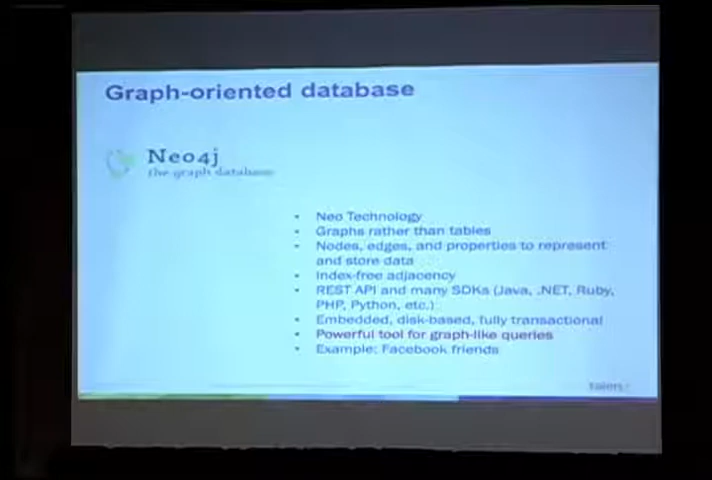 Graph-oriented database
Neo4j
the graph database
• Neo Technology
• Graphs rather than tables
• Nodes, edges, and properties to represent
and store data
• Index-free adjacency
• REST API and many SDKs (Java, .NET, Ruby,
PHP, Python, etc.)
• Embedded, disk-based, fully transactional
• Powerful tool for graph-like queries
• Example: Facebook friends